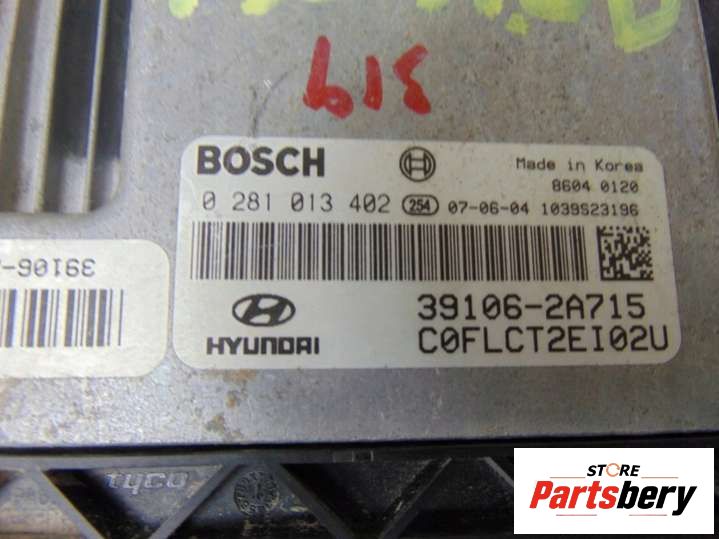 619
BOSCH
Made in Korea
8604 0120
0 281 013 402 254 07-06-04 1039S23196
39106-2A715
HYUNDAI C0FLCT2EI02U
39106-
tyco
STORE
Partsbery